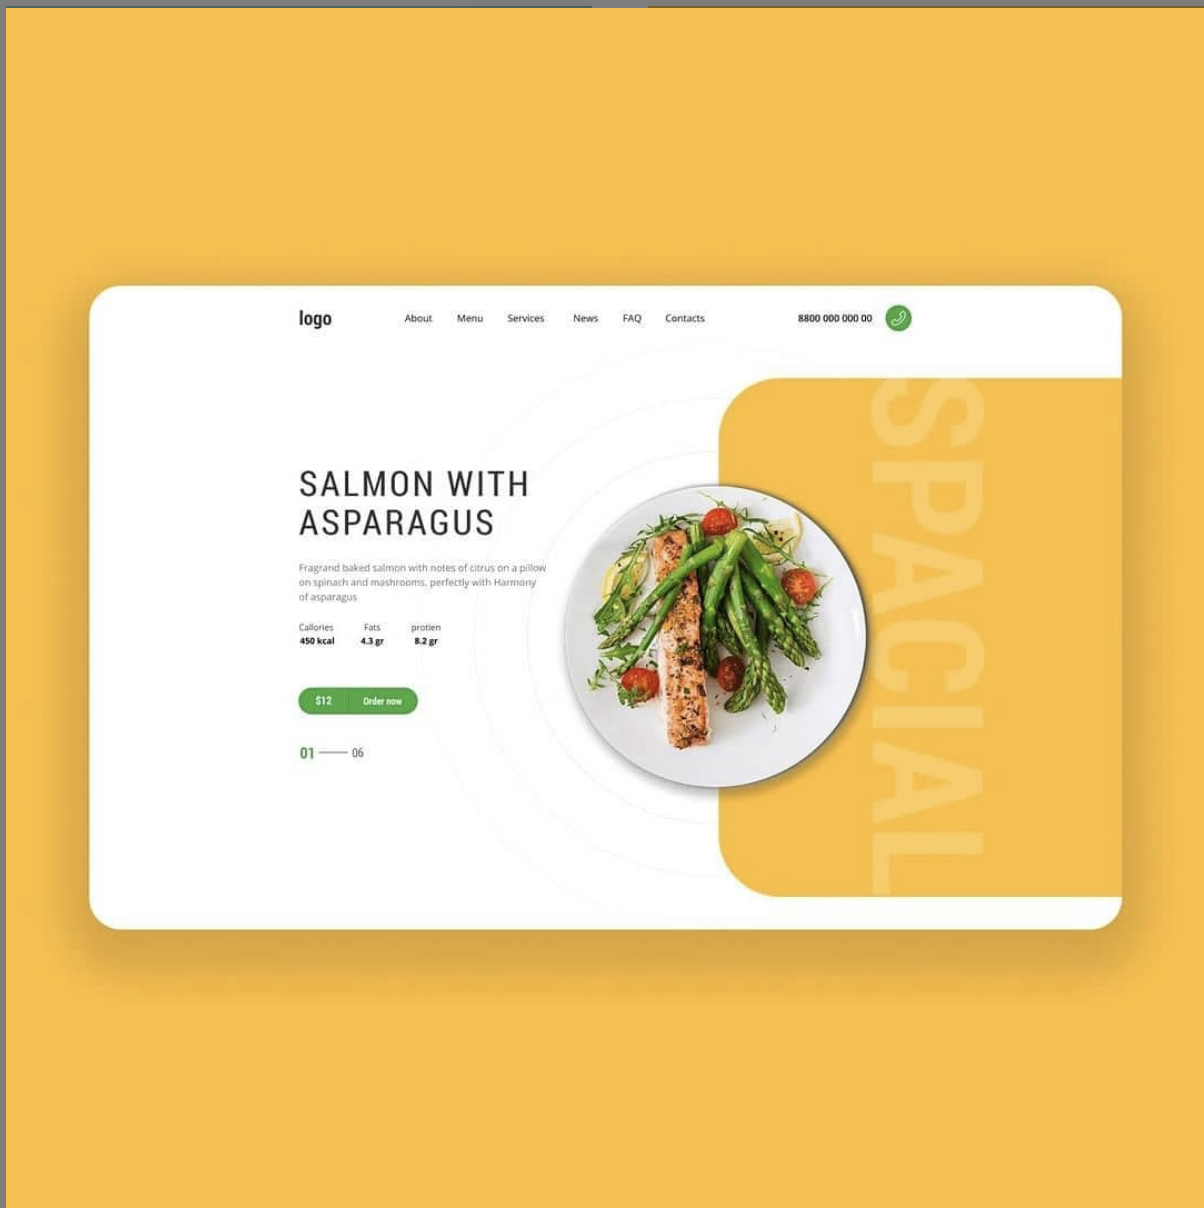 logo
About Menu Services News FAQ Contacts
8800 000 000 00
SALMON WITH
ASPARAGUS
Fragrand baked salmon with notes of citrus on a pillow
on spinach and mashrooms, perfectly with Harmony
of asparagus
Callories Fats protien
450 kcal 4.3 gr 8.2 gr
$12 Order now
01 06
SPACIAL